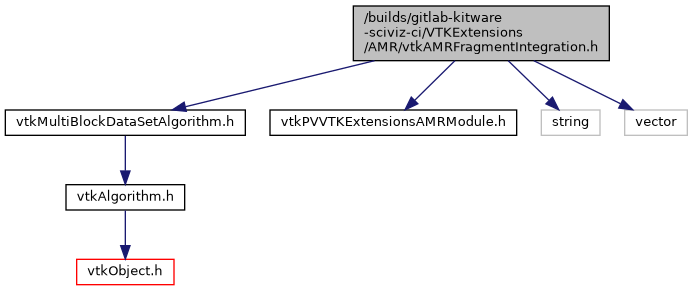 /builds/gitlab-kitware
-sciviz-ci/VTKExtensions
/AMR/vtkAMRFragmentIntegration.h
vtkMultiBlockDataSetAlgorithm.h
vtkPVVTKExtensionsAMRModule.h
string
vector
vtkAlgorithm.h
vtkObject.h